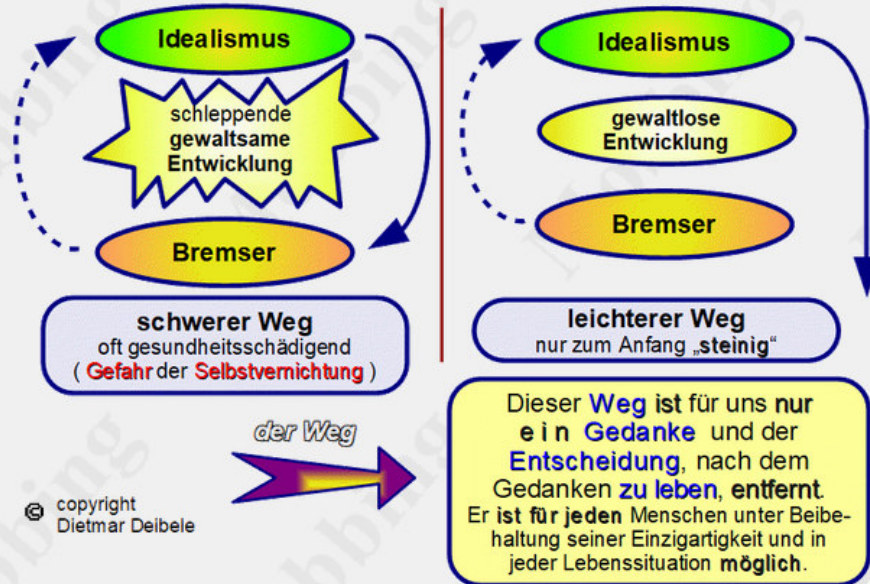 Idealismus
schleppende
gewaltsame
Entwicklung
Bremser
schwerer Weg
oft gesundheitsschädigend
( Gefahr der Selbstvernichtung )
Idealismus
gewaltlose
Entwicklung
Bremser
leichterer Weg
nur zum Anfang „steinig“
der Weg
Dieser Weg ist für uns nur
e i n Gedanke und der
Entscheidung, nach dem
Gedanken zu leben, entfernt.
Er ist für jeden Menschen unter Beibe-
haltung seiner Einzigartigkeit und in
jeder Lebenssituation möglich.
© copyright
Dietmar Deibele